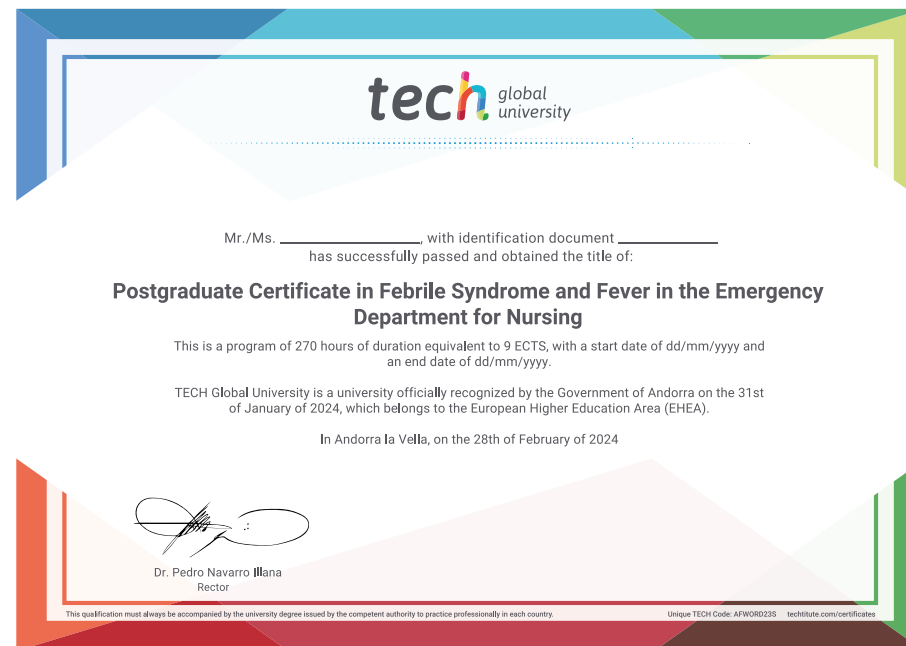 tech global
university
Mr./Ms. ____________________, with identification document ______________
has successfully passed and obtained the title of:
Postgraduate Certificate in Febrile Syndrome and Fever in the Emergency
Department for Nursing
This is a program of 270 hours of duration equivalent to 9 ECTS, with a start date of dd/mm/yyyy and
an end date of dd/mm/yyyy.
TECH Global University is a university officially recognized by the Government of Andorra on the 31st
of January of 2024, which belongs to the European Higher Education Area (EHEA).
In Andorra la Vella, on the 28th of February of 2024
Dr. Pedro Navarro Illana
Rector
This qualification must always be accompanied by the university degree issued by the competent authority to practice professionally in each country. Unique TECH Code: AFWORD23S techtitute.com/certificates